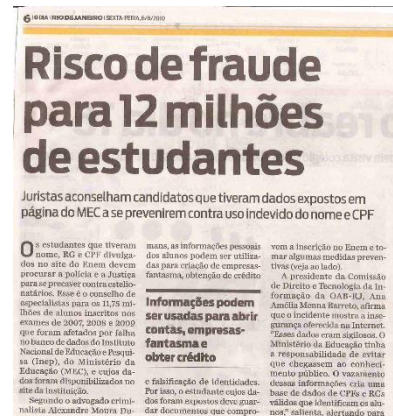 6 | O DIA | RIO DE JANEIRO | SEXTA-FEIRA, 6/8/2010
Risco de fraude
para 12 milhões
de estudantes
Juristas aconselham candidatos que tiveram dados expostos em
página do MEC a se prevenirem contra uso indevido do nome e CPF
Os estudantes que tiveram
nome, RG e CPF divulga-
dos no site do Enem devem
procurar a polícia e a Justiça
para se precaver contra estelio-
natários. Esse é o conselho de
especialistas para os 11,75 mi-
lhões de alunos inscritos nos
exames de 2007, 2008 e 2009
que foram afetados por falha
no banco de dados do Instituto
Nacional de Educação e Pesqui-
sa (Inep), do Ministério da
Educação (MEC), e cujos da-
dos foram disponibilizados no
site da instituição.
Segundo o advogado crimi-
nalista Alexandre Moura Du-
mans, as informações pessoais
dos alunos podem ser utiliza-
das para criação de empresas-
fantasma, obtenção de crédito
Informações podem
ser usadas para abrir
contas, empresas-
fantasma e
obter crédito
e falsificação de identidades.
Por isso, o estudante cujos da-
dos foram expostos deve guar-
dar documentos que compro-
vem a inscrição no Enem e to-
mar algumas medidas preven-
tivas (veja ao lado).
A presidente da Comissão
de Direito e Tecnologia da In-
formação da OAB-RJ, Ana
Amélia Menna Barreto, afirma
que o incidente mostra a inse-
gurança oferecida na Internet.
"Esses dados eram sigilosos. O
Ministério da Educação tinha
a responsabilidade de evitar
que chegassem ao conheci-
mento público. O vazamento
dessas informações cria uma
base de dados de CPFs e RGs
válidos que identificam os alu-
nos", salienta, alertando para